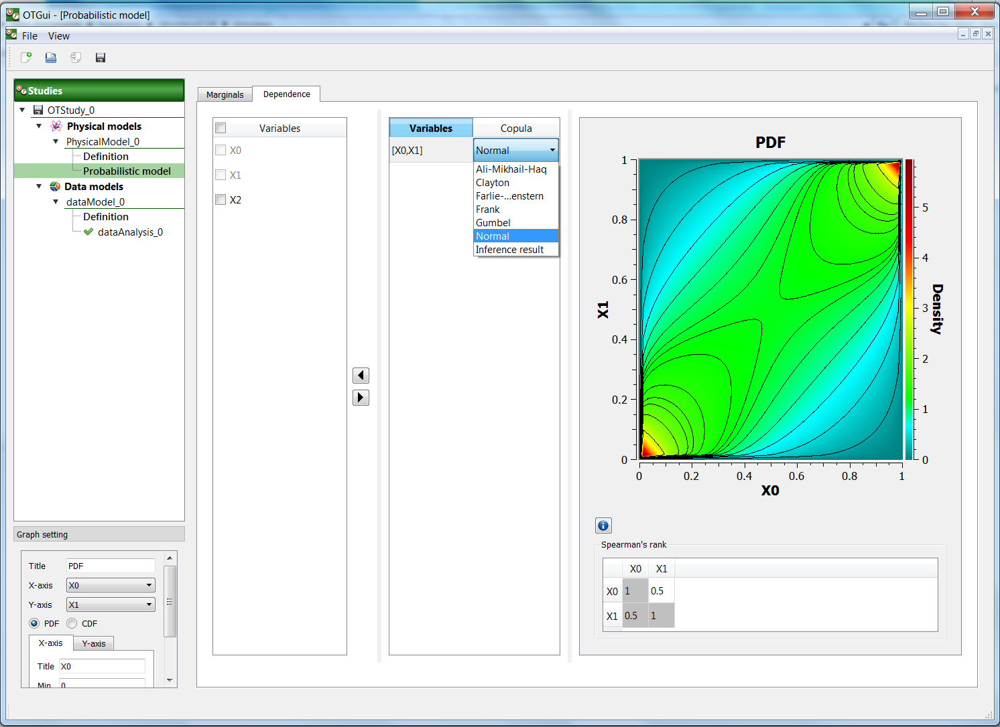 OTGui - [Probabilistic model]
File View
Studies
OTStudy_0
Physical models
PhysicalModel_0
Definition
Probabilistic model
Data models
dataModel_0
Definition
dataAnalysis_0
Graph setting
Title PDF
X-axis X0
Y-axis X1
PDF CDF
X-axis Y-axis
Title X0
Min 0
Marginals Dependence
Variables
X0
X1
X2
Variables Copula
[X0,X1] Normal
Ali-Mikhail-Haq
Clayton
Farlie-...enstern
Frank
Gumbel
Normal
Inference result
PDF
1
0.8
0.6
0.4
0.2
0
X1
0 0.2 0.4 0.6 0.8 1
X0
5
4
3
2
1
0
Density
Spearman's rank
X0 X1
X0 1 0.5
X1 0.5 1